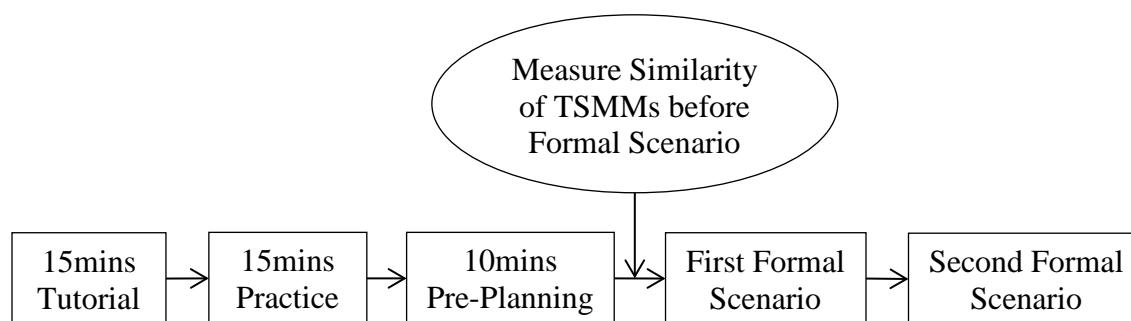 Measure Similarity
of TSMMs before
Formal Scenario
15mins
Tutorial
15mins
Practice
10mins
Pre-Planning
First Formal
Scenario
Second Formal
Scenario